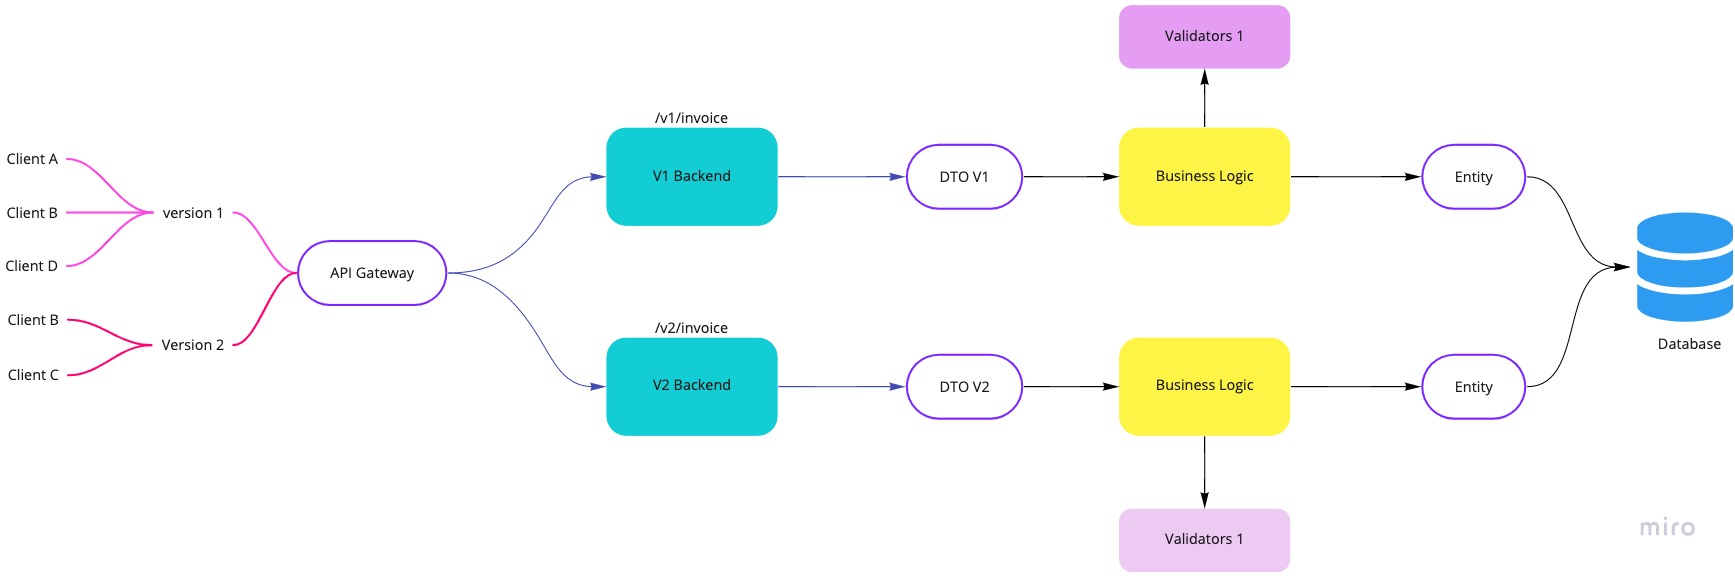 Validators 1
/v1/invoice
Client A
V1 Backend
DTO V1
Business Logic
Entity
Client B
version 1
Client D
API Gateway
Client B
/v2/invoice
Version 2
Database
Client C
V2 Backend
DTO V2
Business Logic
Entity
Validators 1
miro